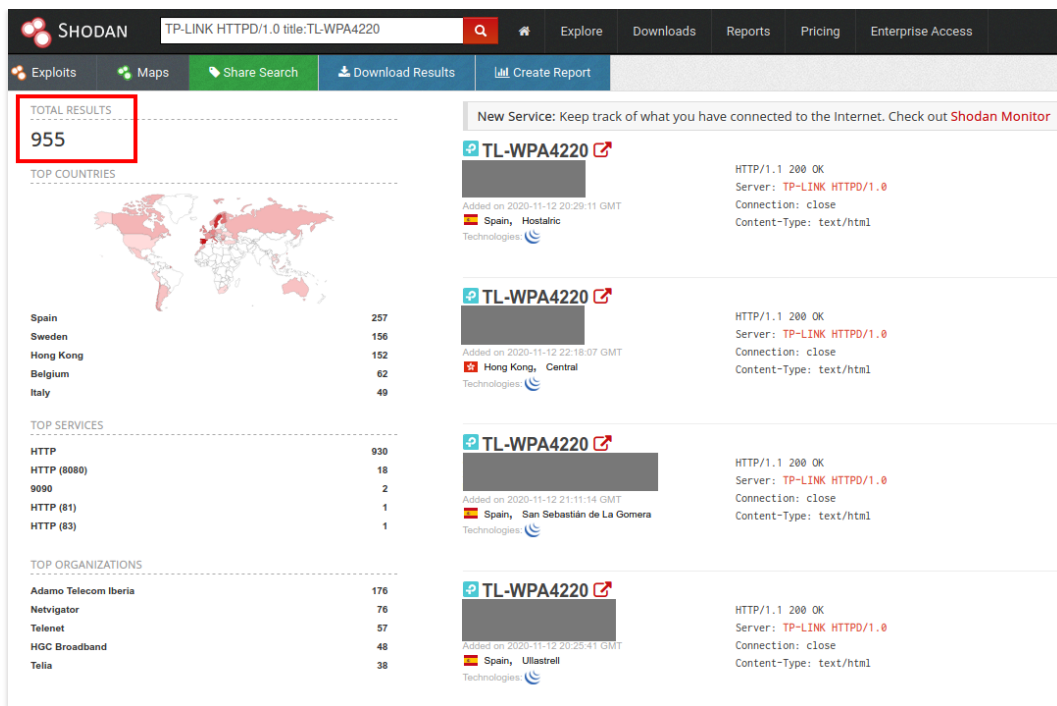 SHODAN TP-LINK HTTPD/1.0 title:TL-WPA4220 Explore Downloads Reports Pricing Enterprise Access
Exploits Maps Share Search Download Results Create Report
TOTAL RESULTS
955
TOP COUNTRIES
Spain 257
Sweden 156
Hong Kong 152
Belgium 62
Italy 49
TOP SERVICES
HTTP 930
HTTP (8080) 18
9090 2
HTTP (81) 1
HTTP (83) 1
TOP ORGANIZATIONS
Adamo Telecom Iberia 176
Netvigator 76
Telenet 57
HGC Broadband 48
Telia 38
New Service: Keep track of what you have connected to the Internet. Check out Shodan Monitor
TL-WPA4220
Added on 2020-11-12 20:29:11 GMT
Spain, Hostalric
Technologies:
HTTP/1.1 200 OK
Server: TP-LINK HTTPD/1.0
Connection: close
Content-Type: text/html
TL-WPA4220
Added on 2020-11-12 22:18:07 GMT
Hong Kong, Central
Technologies:
HTTP/1.1 200 OK
Server: TP-LINK HTTPD/1.0
Connection: close
Content-Type: text/html
TL-WPA4220
Added on 2020-11-12 21:11:14 GMT
Spain, San Sebastián de La Gomera
Technologies:
HTTP/1.1 200 OK
Server: TP-LINK HTTPD/1.0
Connection: close
Content-Type: text/html
TL-WPA4220
Added on 2020-11-12 20:25:41 GMT
Spain, Ullastrell
Technologies:
HTTP/1.1 200 OK
Server: TP-LINK HTTPD/1.0
Connection: close
Content-Type: text/html